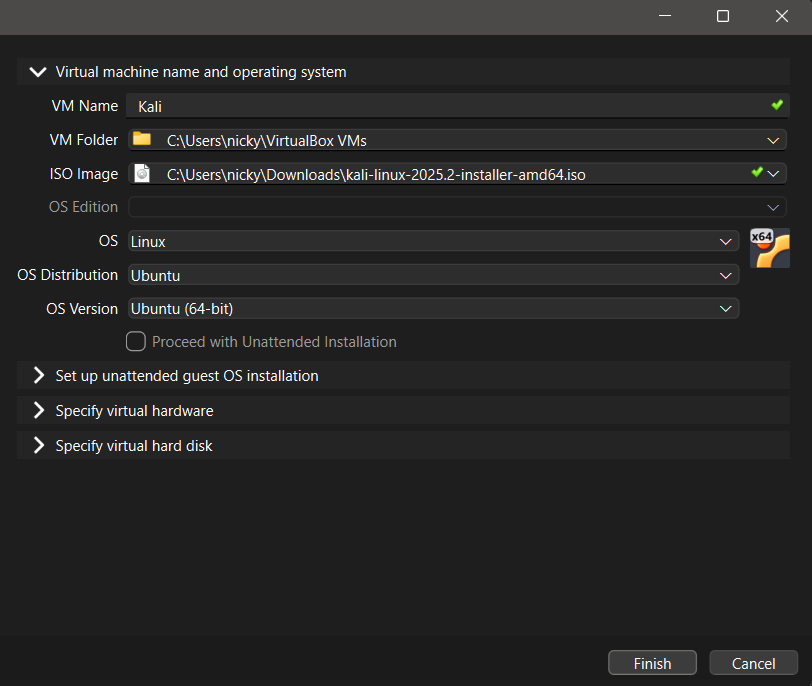 Virtual machine name and operating system
VM Name Kali
VM Folder C:\Users\nicky\VirtualBox VMs
ISO Image C:\Users\nicky\Downloads\kali-linux-2025.2-installer-amd64.iso
OS Edition
OS Linux x64
OS Distribution Ubuntu
OS Version Ubuntu (64-bit)
Proceed with Unattended Installation
Set up unattended guest OS installation
Specify virtual hardware
Specify virtual hard disk
Finish Cancel